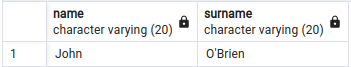 name surname
character varying (20) character varying (20)
1 John O'Brien